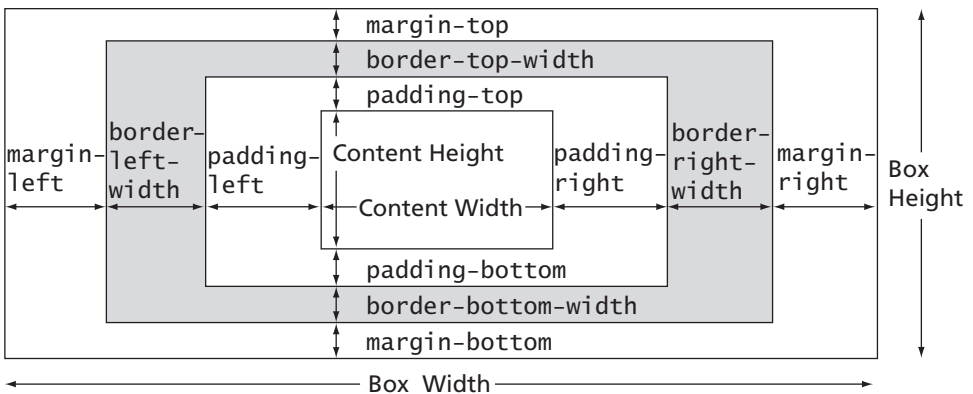 margin-top
border-top-width
padding-top
border-
left-
width
margin-
left
padding-
left
Content Height
Content Width
padding-
right
border-
right-
width
margin-
right
Box
Height
padding-bottom
border-bottom-width
margin-bottom
Box Width